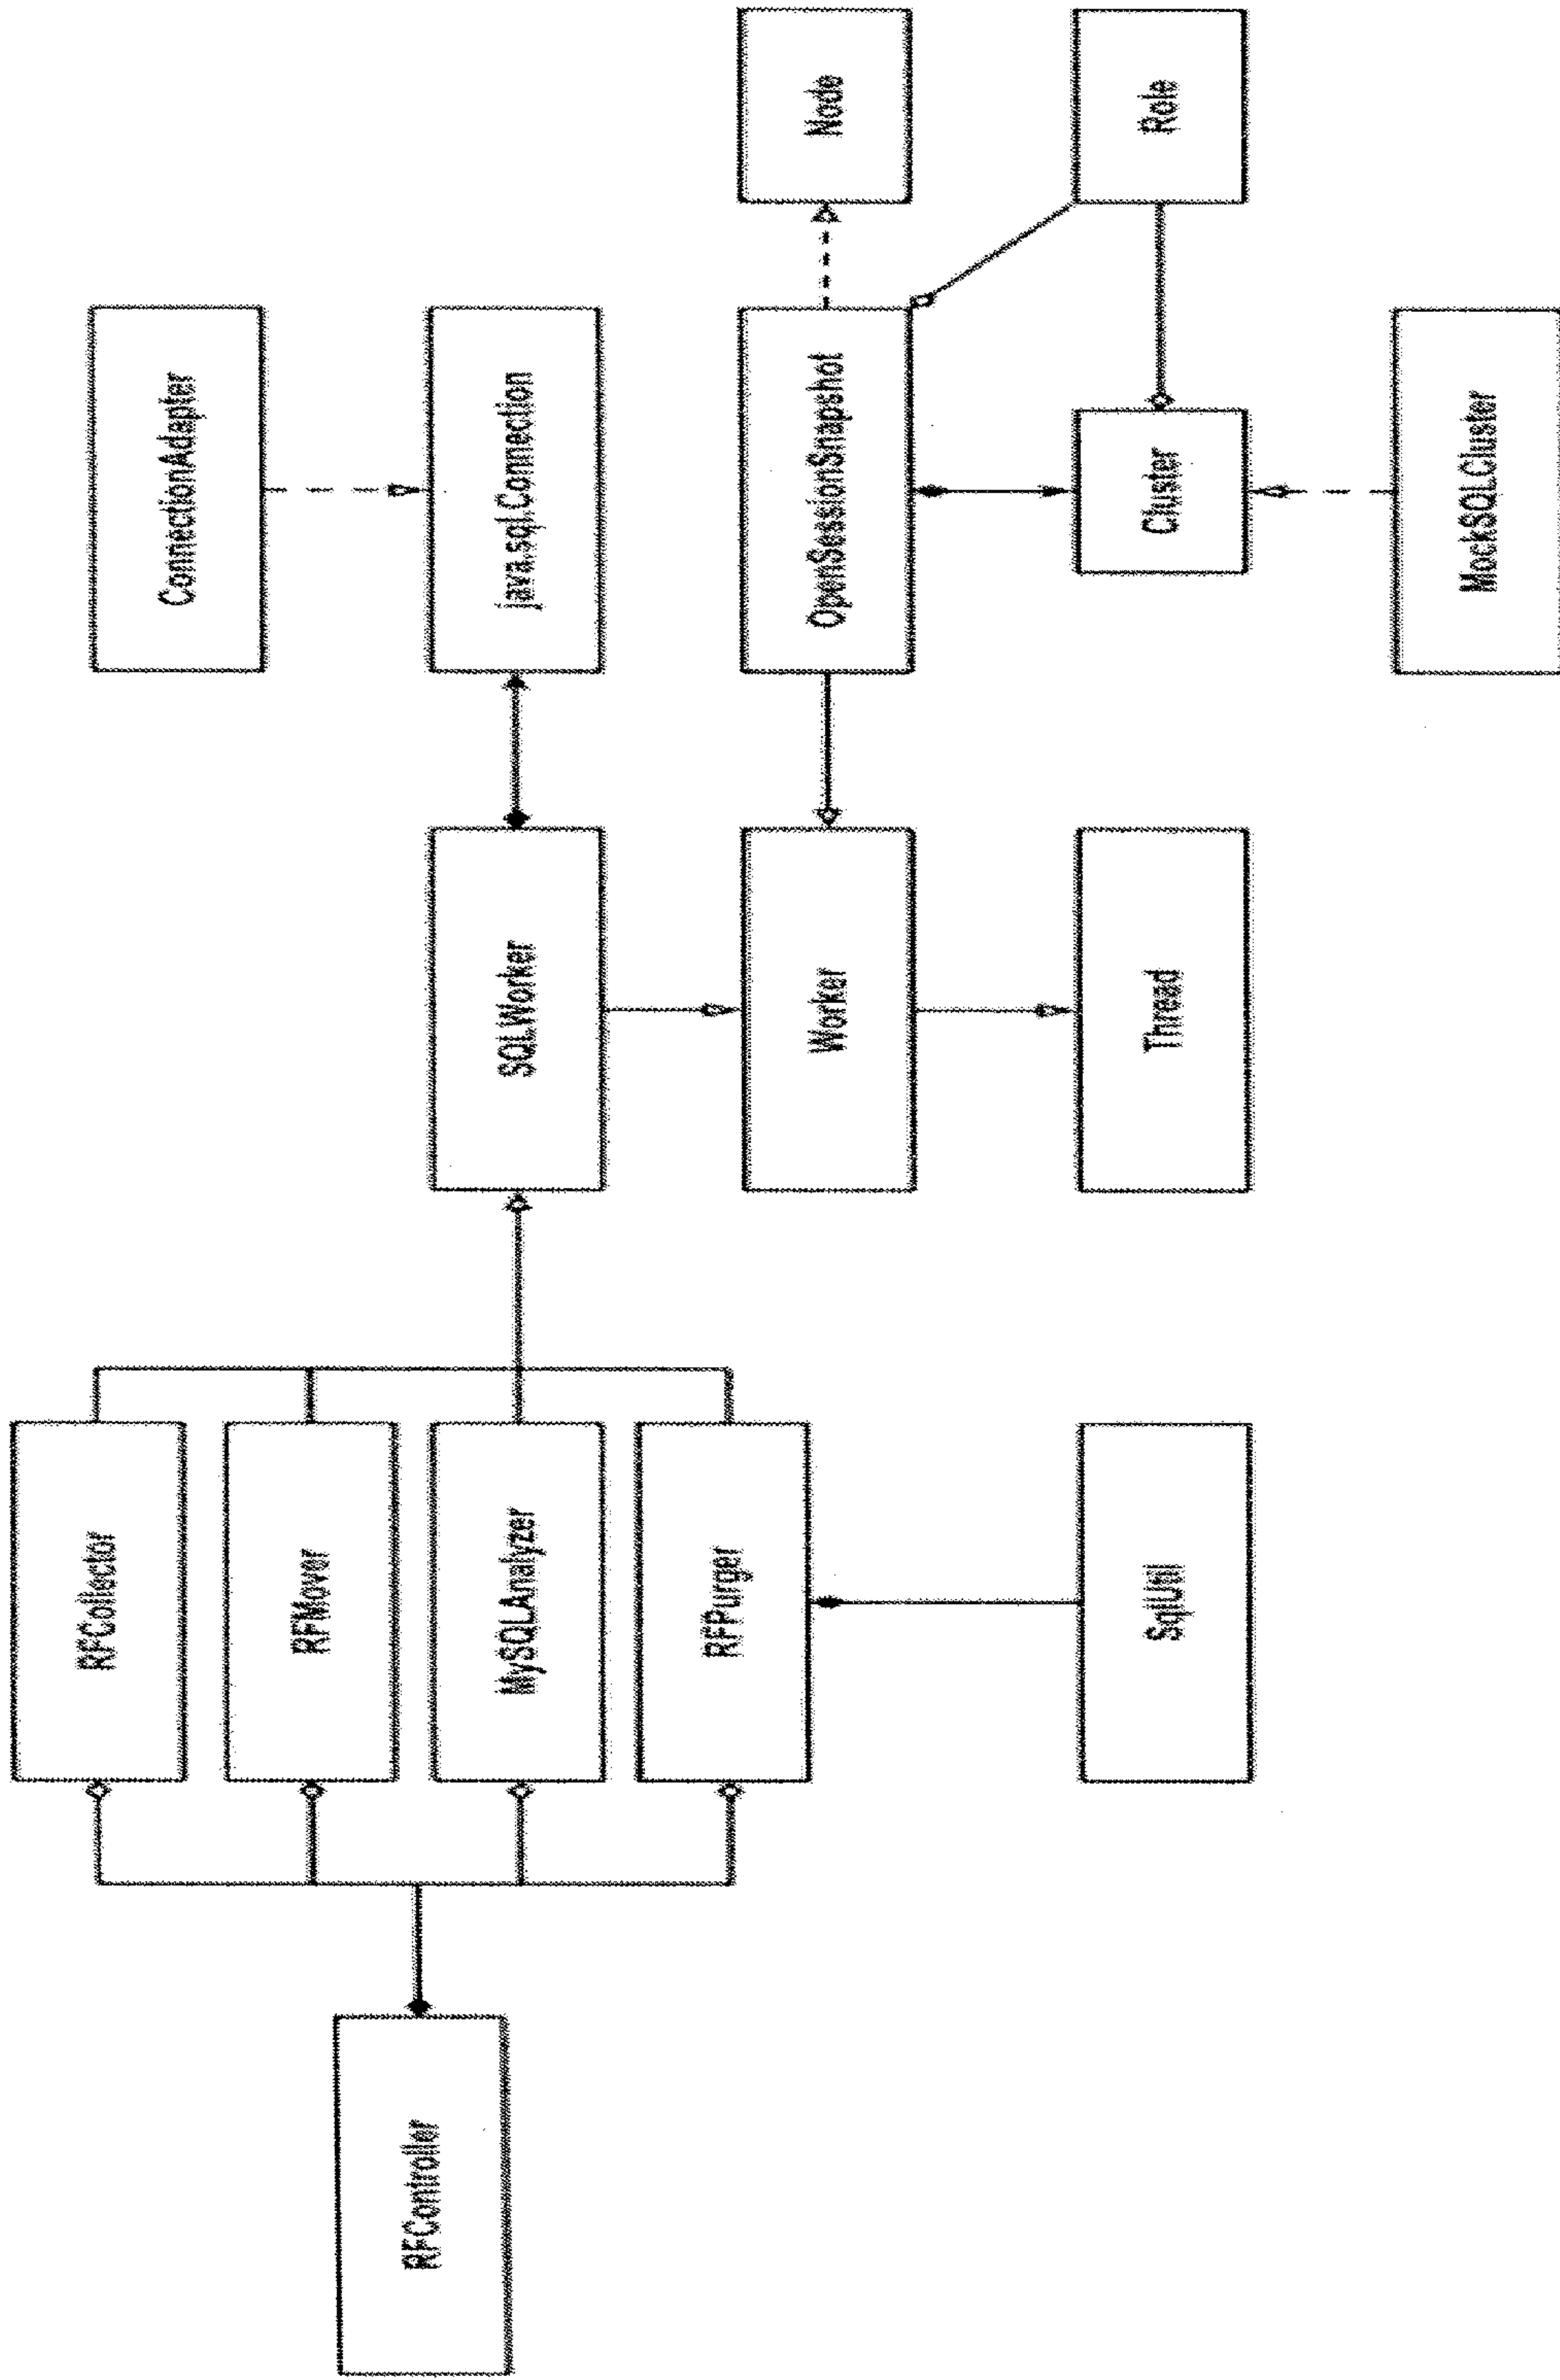 RFController
RFCollector
RFMover
MySQLAnalyzer
RFPurger
SqlUtil
SQLWorker
Worker
Thread
ConnectionAdapter
java.sql.Connection
OpenSessionSnapshot
Cluster
MockSQLCluster
Node
Role